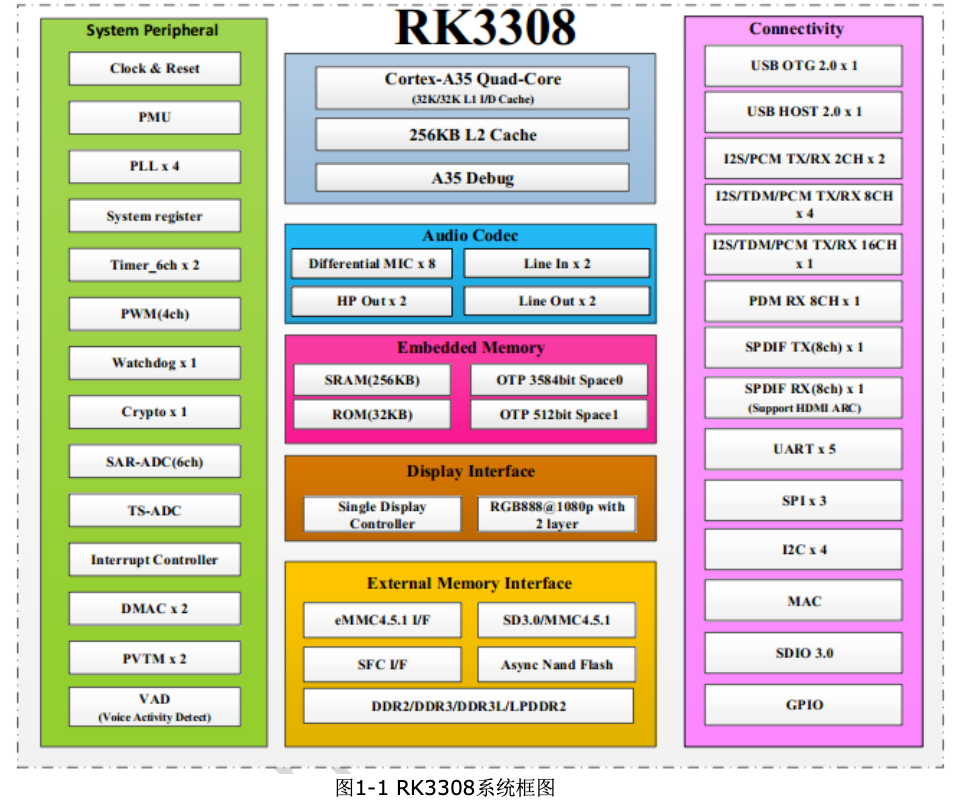 RK3308
System Peripheral
Clock & Reset
PMU
PLL x 4
System register
Timer_6ch x 2
PWM(4ch)
Watchdog x 1
Crypto x 1
SAR-ADC(6ch)
TS-ADC
Interrupt Controller
DMAC x 2
PVTM x 2
VAD
(Voice Activity Detect)
Cortex-A35 Quad-Core
(32K/32K L1 I/D Cache)
256KB L2 Cache
A35 Debug
Audio Codec
Differential MIC x 8
Line In x 2
HP Out x 2
Line Out x 2
Embedded Memory
SRAM(256KB)
OTP 3584bit Space0
ROM(32KB)
OTP 512bit Space1
Display Interface
Single Display
Controller
RGB888@1080p with
2 layer
External Memory Interface
eMMC4.5.1 I/F
SD3.0/MMC4.5.1
SFC I/F
Async Nand Flash
DDR2/DDR3/DDR3L/LPDDR2
Connectivity
USB OTG 2.0 x 1
USB HOST 2.0 x 1
I2S/PCM TX/RX 2CH x 2
I2S/TDM/PCM TX/RX 8CH
x 4
I2S/TDM/PCM TX/RX 16CH
x 1
PDM RX 8CH x 1
SPDIF TX(8ch) x 1
SPDIF RX(8ch) x 1
(Support HDMI ARC)
UART x 5
SPI x 3
I2C x 4
MAC
SDIO 3.0
GPIO
图1-1 RK3308系统框图